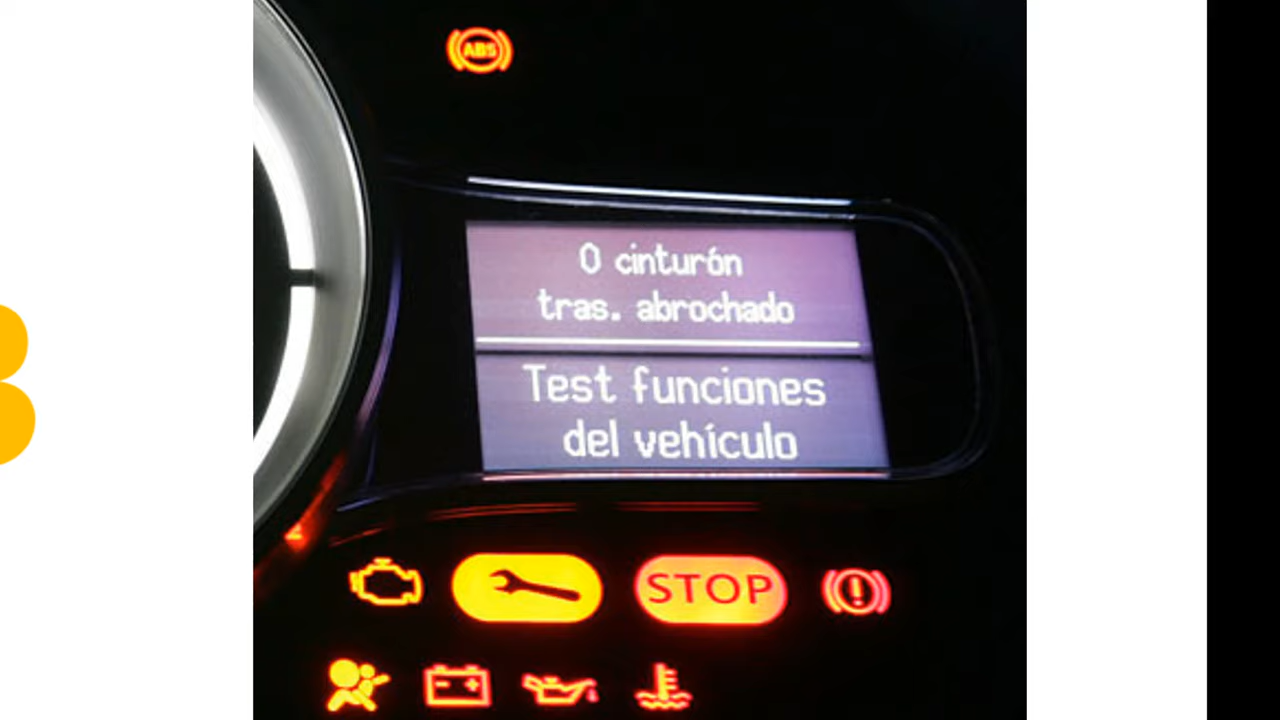 ABS
0 cinturón
tras. abrochado
Test funciones
del vehículo
STOP